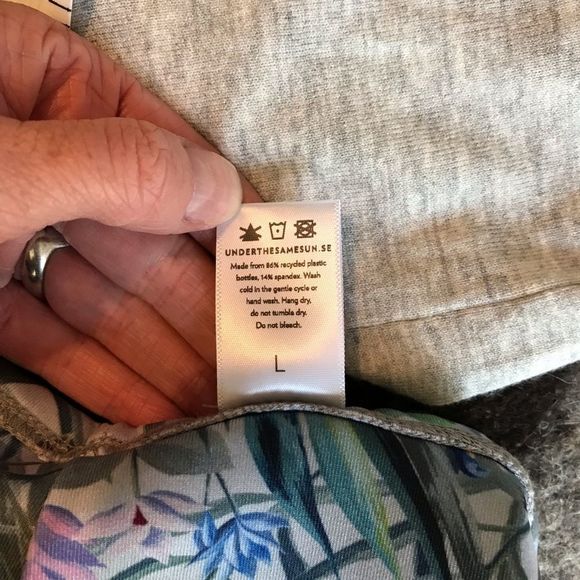 UNDERTHESAMESUN.SE
Made from 86% recycled plastic
bottles, 14% spandex. Wash
cold in the gentle cycle or
hand wash. Hang dry,
do not tumble dry.
Do not bleach.
L